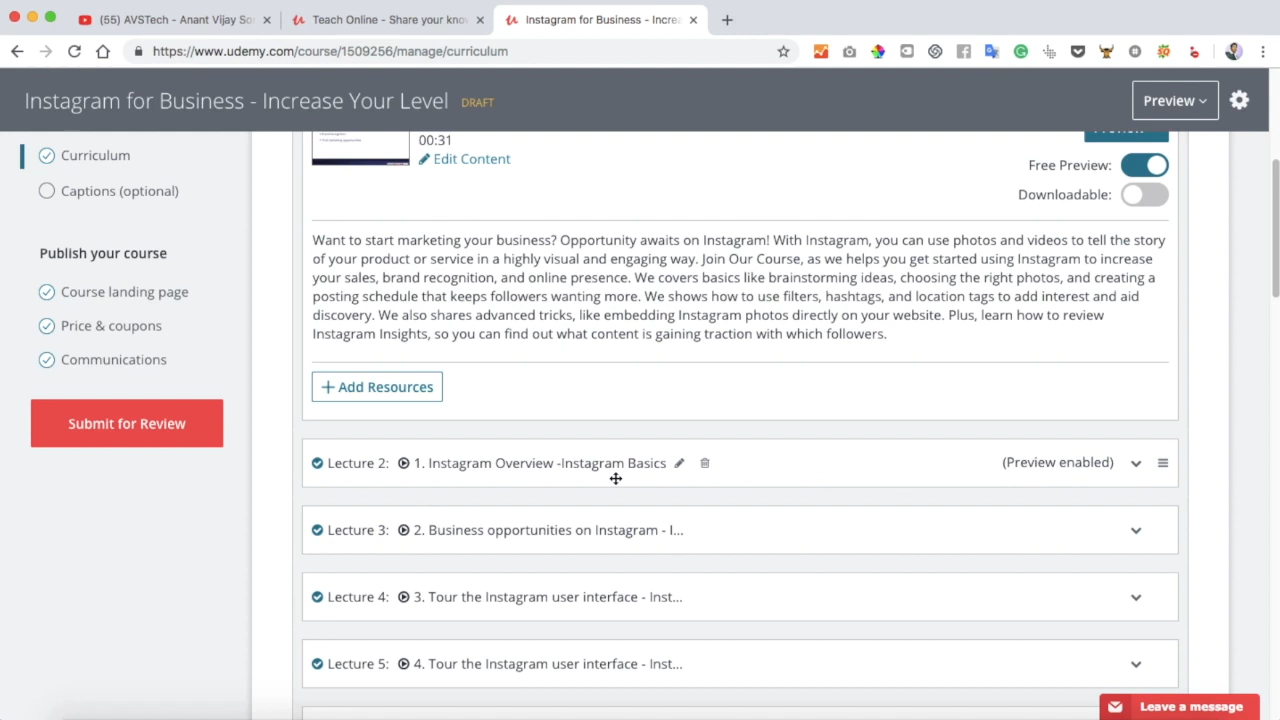 (55) AVSTech - Anant Vijay So
Teach Online - Share your kno
Instagram for Business - Increa
https://www.udemy.com/course/1509256/manage/curriculum
Instagram for Business - Increase Your Level DRAFT
Preview
00:31
Edit Content
Free Preview:
Downloadable:
Curriculum
Captions (optional)
Publish your course
Course landing page
Price & coupons
Communications
Submit for Review
Want to start marketing your business? Opportunity awaits on Instagram! With Instagram, you can use photos and videos to tell the story
of your product or service in a highly visual and engaging way. Join Our Course, as we helps you get started using Instagram to increase
your sales, brand recognition, and online presence. We covers basics like brainstorming ideas, choosing the right photos, and creating a
posting schedule that keeps followers wanting more. We shows how to use filters, hashtags, and location tags to add interest and aid
discovery. We also shares advanced tricks, like embedding Instagram photos directly on your website. Plus, learn how to review
Instagram Insights, so you can find out what content is gaining traction with which followers.
+ Add Resources
Lecture 2: 1. Instagram Overview -Instagram Basics (Preview enabled)
Lecture 3: 2. Business opportunities on Instagram - I...
Lecture 4: 3. Tour the Instagram user interface - Inst...
Lecture 5: 4. Tour the Instagram user interface - Inst...
Leave a message